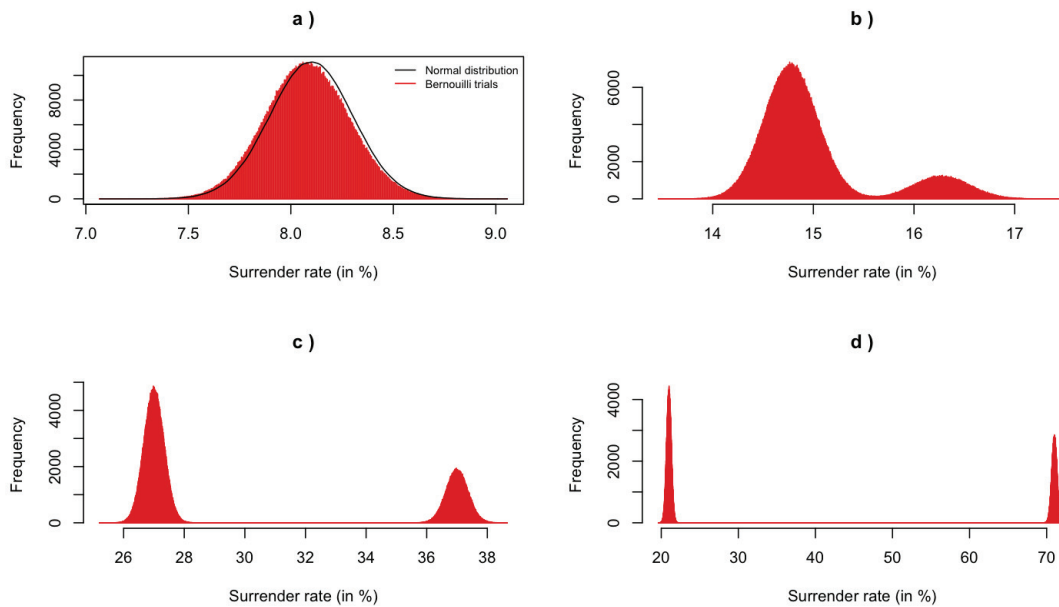 a )
Normal distribution
Bernouilli trials
Frequency
0
4000
8000
7.0 7.5 8.0 8.5 9.0
Surrender rate (in %)
b )
Frequency
0
2000
4000
6000
14 15 16 17
Surrender rate (in %)
c )
Frequency
0
2000
4000
26 28 30 32 34 36 38
Surrender rate (in %)
d )
Frequency
0
2000
4000
20 30 40 50 60 70
Surrender rate (in %)